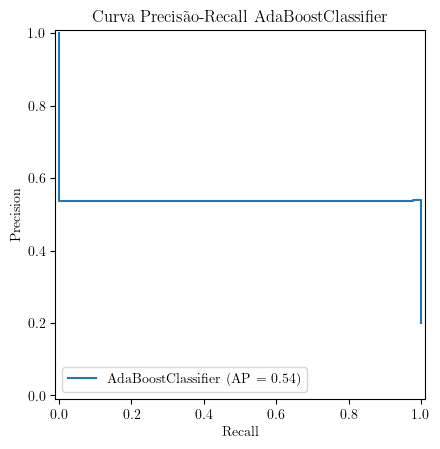 Curva Precisão-Recall AdaBoostClassifier
1.0
0.8
0.6
0.4
0.2
0.0
Precision
AdaBoostClassifier (AP = 0.54)
0.0 0.2 0.4 0.6 0.8 1.0
Recall